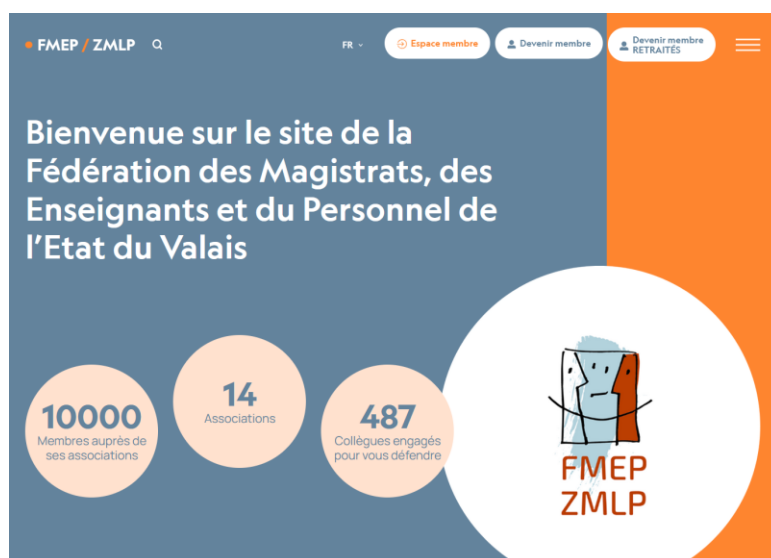 FMEP / ZMLP
FR
Espace membre
Devenir membre
Devenir membre
RETRAITÉS
Bienvenue sur le site de la
Fédération des Magistrats, des
Enseignants et du Personnel de
l'Etat du Valais
10000
Membres auprès de
ses associations
14
Associations
487
Collègues engagés
pour vous défendre
FMEP
ZMLP